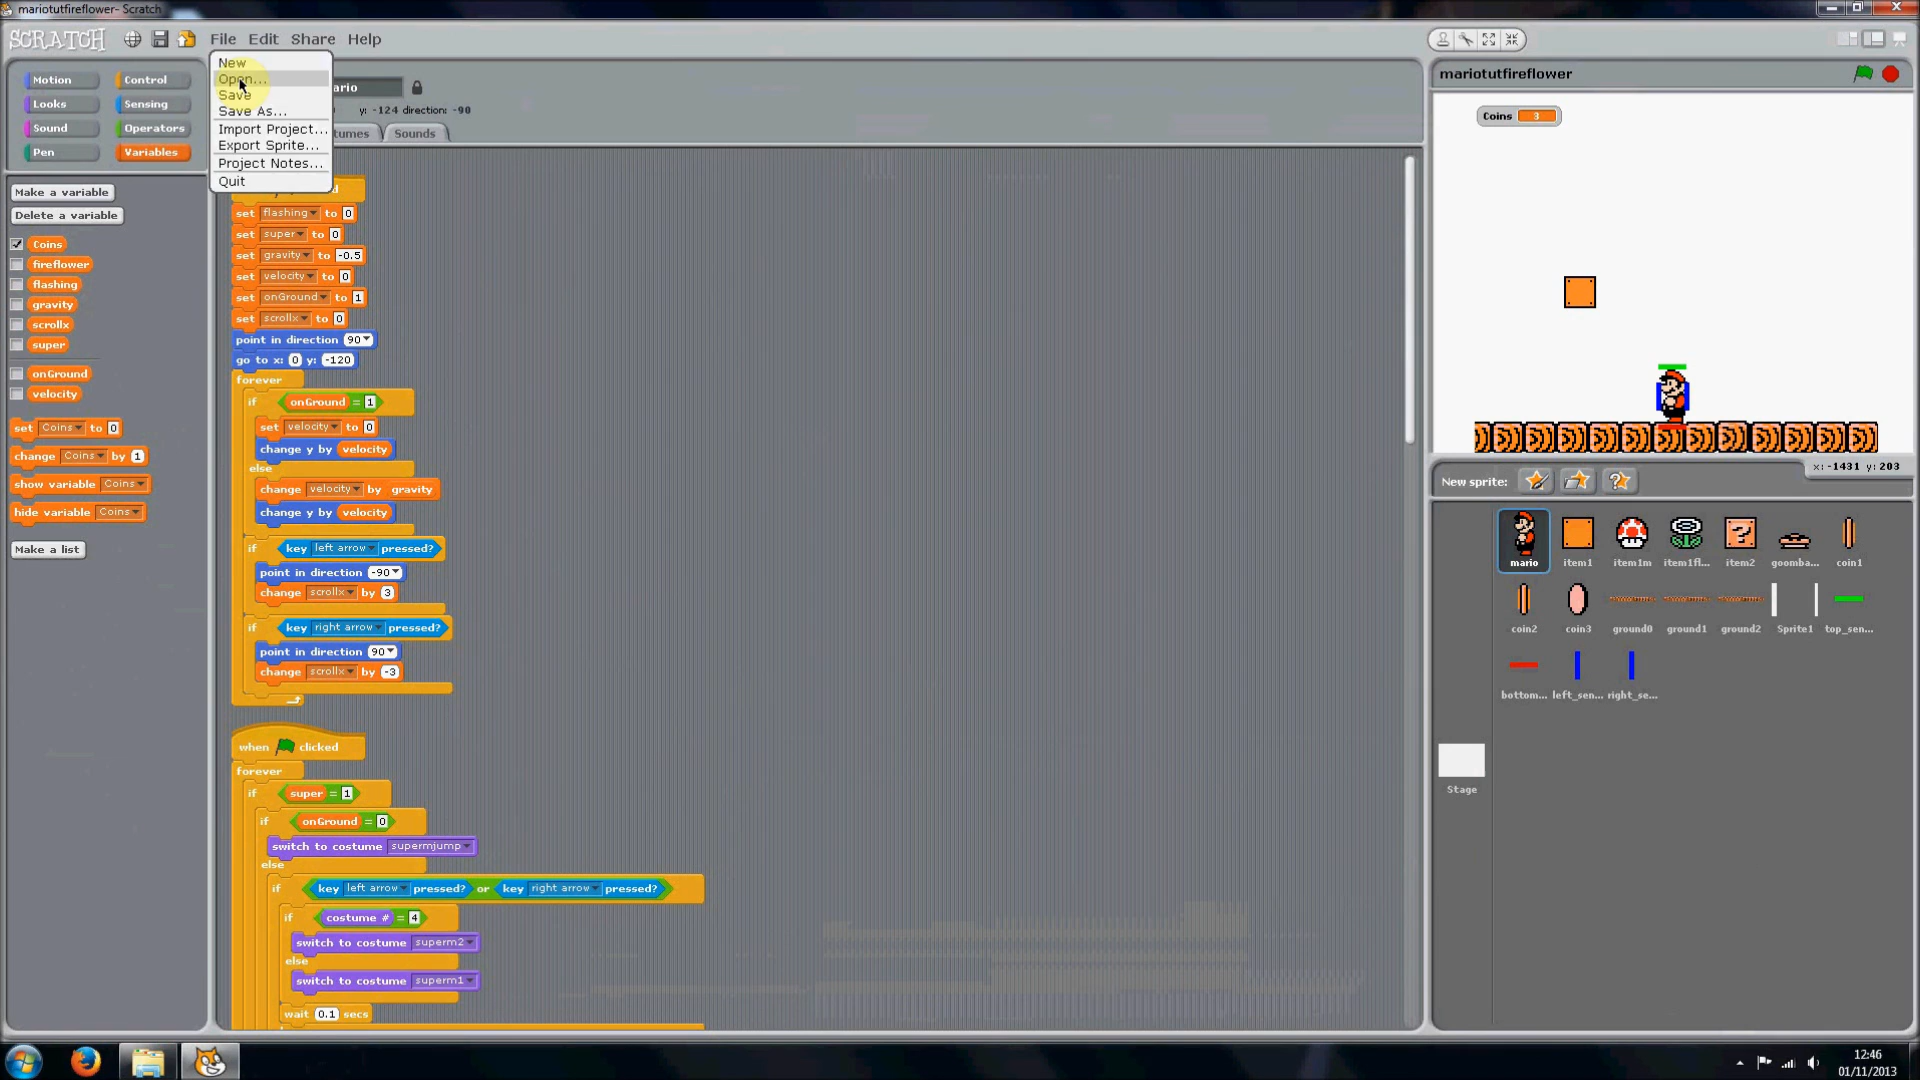 mariotutfireflower- Scratch
SCRATCH
File Edit Share Help
New
Open...
Save
Save As...
Import Project...
Export Sprite...
Project Notes...
Quit
Motion Control
Looks Sensing
Sound Operators
Pen Variables
Make a variable
Delete a variable
Coins
fireflower
flashing
gravity
scrollx
super
onGround
velocity
set Coins to 0
change Coins by 1
show variable Coins
hide variable Coins
Make a list
y: -124 direction: -90
Sounds
set flashing to 0
set super to 0
set gravity to -0.5
set velocity to 0
set onGround to 1
set scrollx to 0
point in direction 90
go to x: 0 y: -120
forever
if onGround = 1
set velocity to 0
change y by velocity
else
change velocity by gravity
change y by velocity
if key left arrow pressed?
point in direction -90
change scrollx by 3
if key right arrow pressed?
point in direction 90
change scrollx by -3
when clicked
forever
if super = 1
if onGround = 0
switch to costume supermjump
else
if key left arrow pressed? or key right arrow pressed?
if costume # = 4
switch to costume superm2
else
switch to costume superm1
wait 0.1 secs
mariotutfireflower
Coins 3
x: -1431 y: 203
New sprite:
mario item1 item1m item1fl... item2 goomba... coin1
coin2 coin3 ground0 ground1 ground2 Sprite1 top_sen...
bottom... left_sen... right_se...
Stage
12:46
01/11/2013